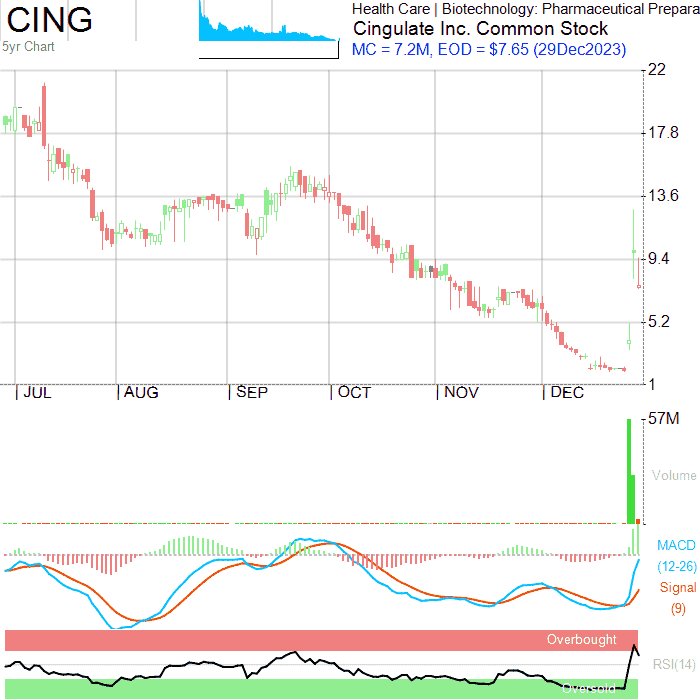 CING
5yr Chart
Health Care | Biotechnology: Pharmaceutical Prepara
Cingulate Inc. Common Stock
MC = 7.2M, EOD = $7.65 (29Dec2023)
22
17.8
13.6
9.4
5.2
1
JUL AUG SEP OCT NOV DEC
57M
Volume
MACD
(12-26)
Signal
(9)
Overbought
RSI(14)
Oversold